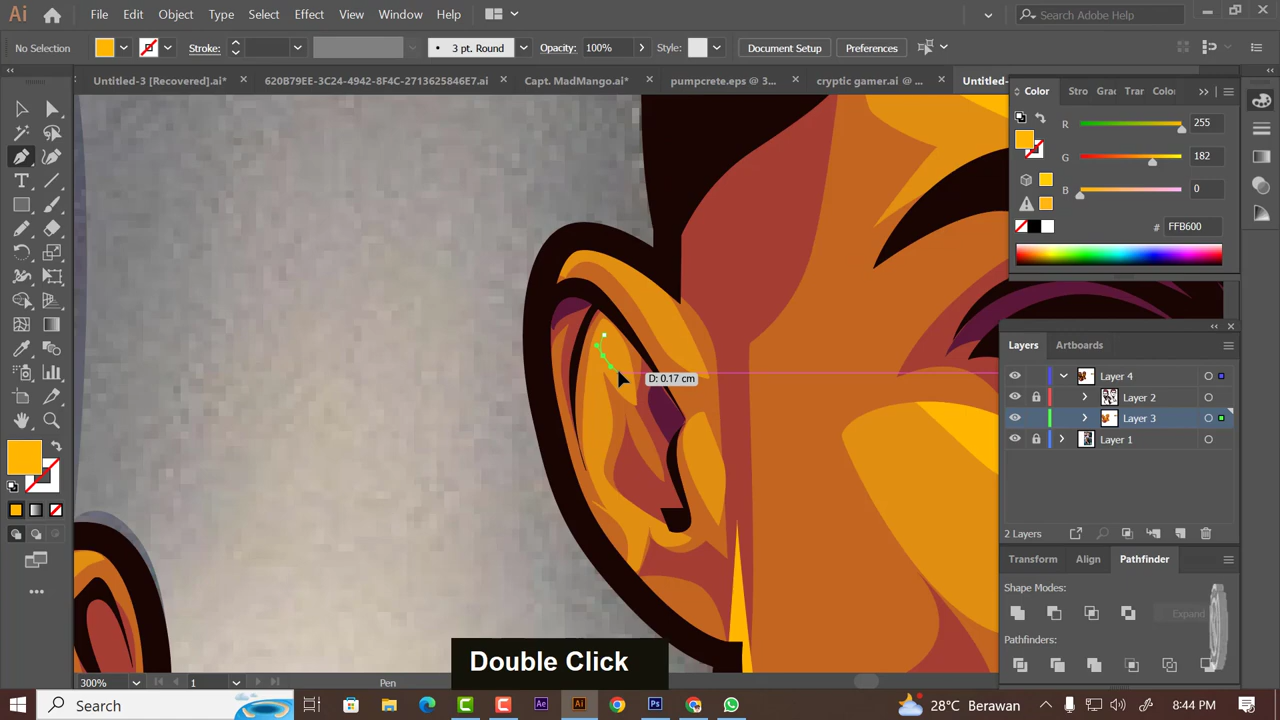 Ai File Edit Object Type Select Effect View Window Help Search Adobe Help
No Selection Stroke: 3 pt. Round Opacity: 100% Style: Document Setup Preferences
Untitled-3 [Recovered].ai* 620B79EE-3C24-4942-8F4C-2713625846E7.ai Capt. MadMango.ai* pumpcrete.eps @ 3... cryptic gamer.ai @ ... Untitled-
Color Stro Grac Trar Colo
R 255
G 182
B 0
# FFB600
D: 0.17 cm
Layers Artboards
Layer 4
Layer 2
Layer 3
Layer 1
2 Layers
Transform Align Pathfinder
Shape Modes:
Expand
Pathfinders:
Double Click
300% 1 Pen
Search Ae Ai Ps 28°C Berawan 8:44 PM